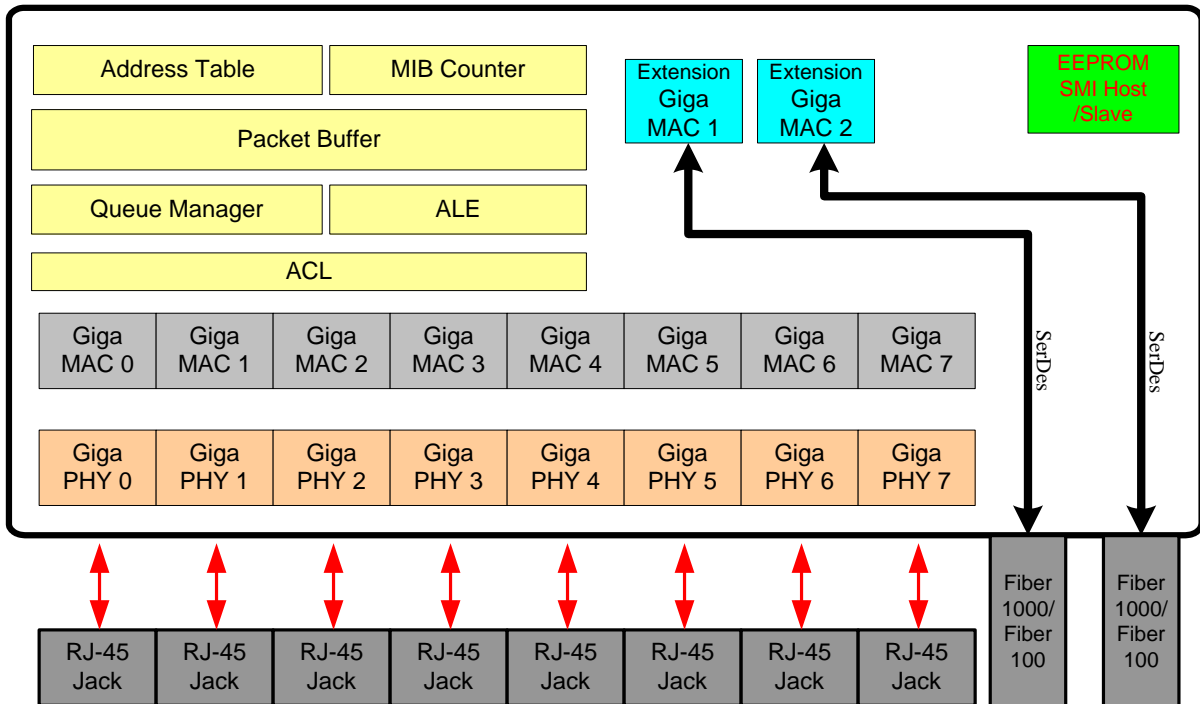 Address Table
MIB Counter
Extension
Giga
MAC 1
Extension
Giga
MAC 2
EEPROM
SMI Host
/Slave
Packet Buffer
Queue Manager
ALE
ACL
Giga
MAC 0
Giga
MAC 1
Giga
MAC 2
Giga
MAC 3
Giga
MAC 4
Giga
MAC 5
Giga
MAC 6
Giga
MAC 7
SerDes
SerDes
Giga
PHY 0
Giga
PHY 1
Giga
PHY 2
Giga
PHY 3
Giga
PHY 4
Giga
PHY 5
Giga
PHY 6
Giga
PHY 7
RJ-45
Jack
RJ-45
Jack
RJ-45
Jack
RJ-45
Jack
RJ-45
Jack
RJ-45
Jack
RJ-45
Jack
RJ-45
Jack
Fiber
1000/
Fiber
100
Fiber
1000/
Fiber
100